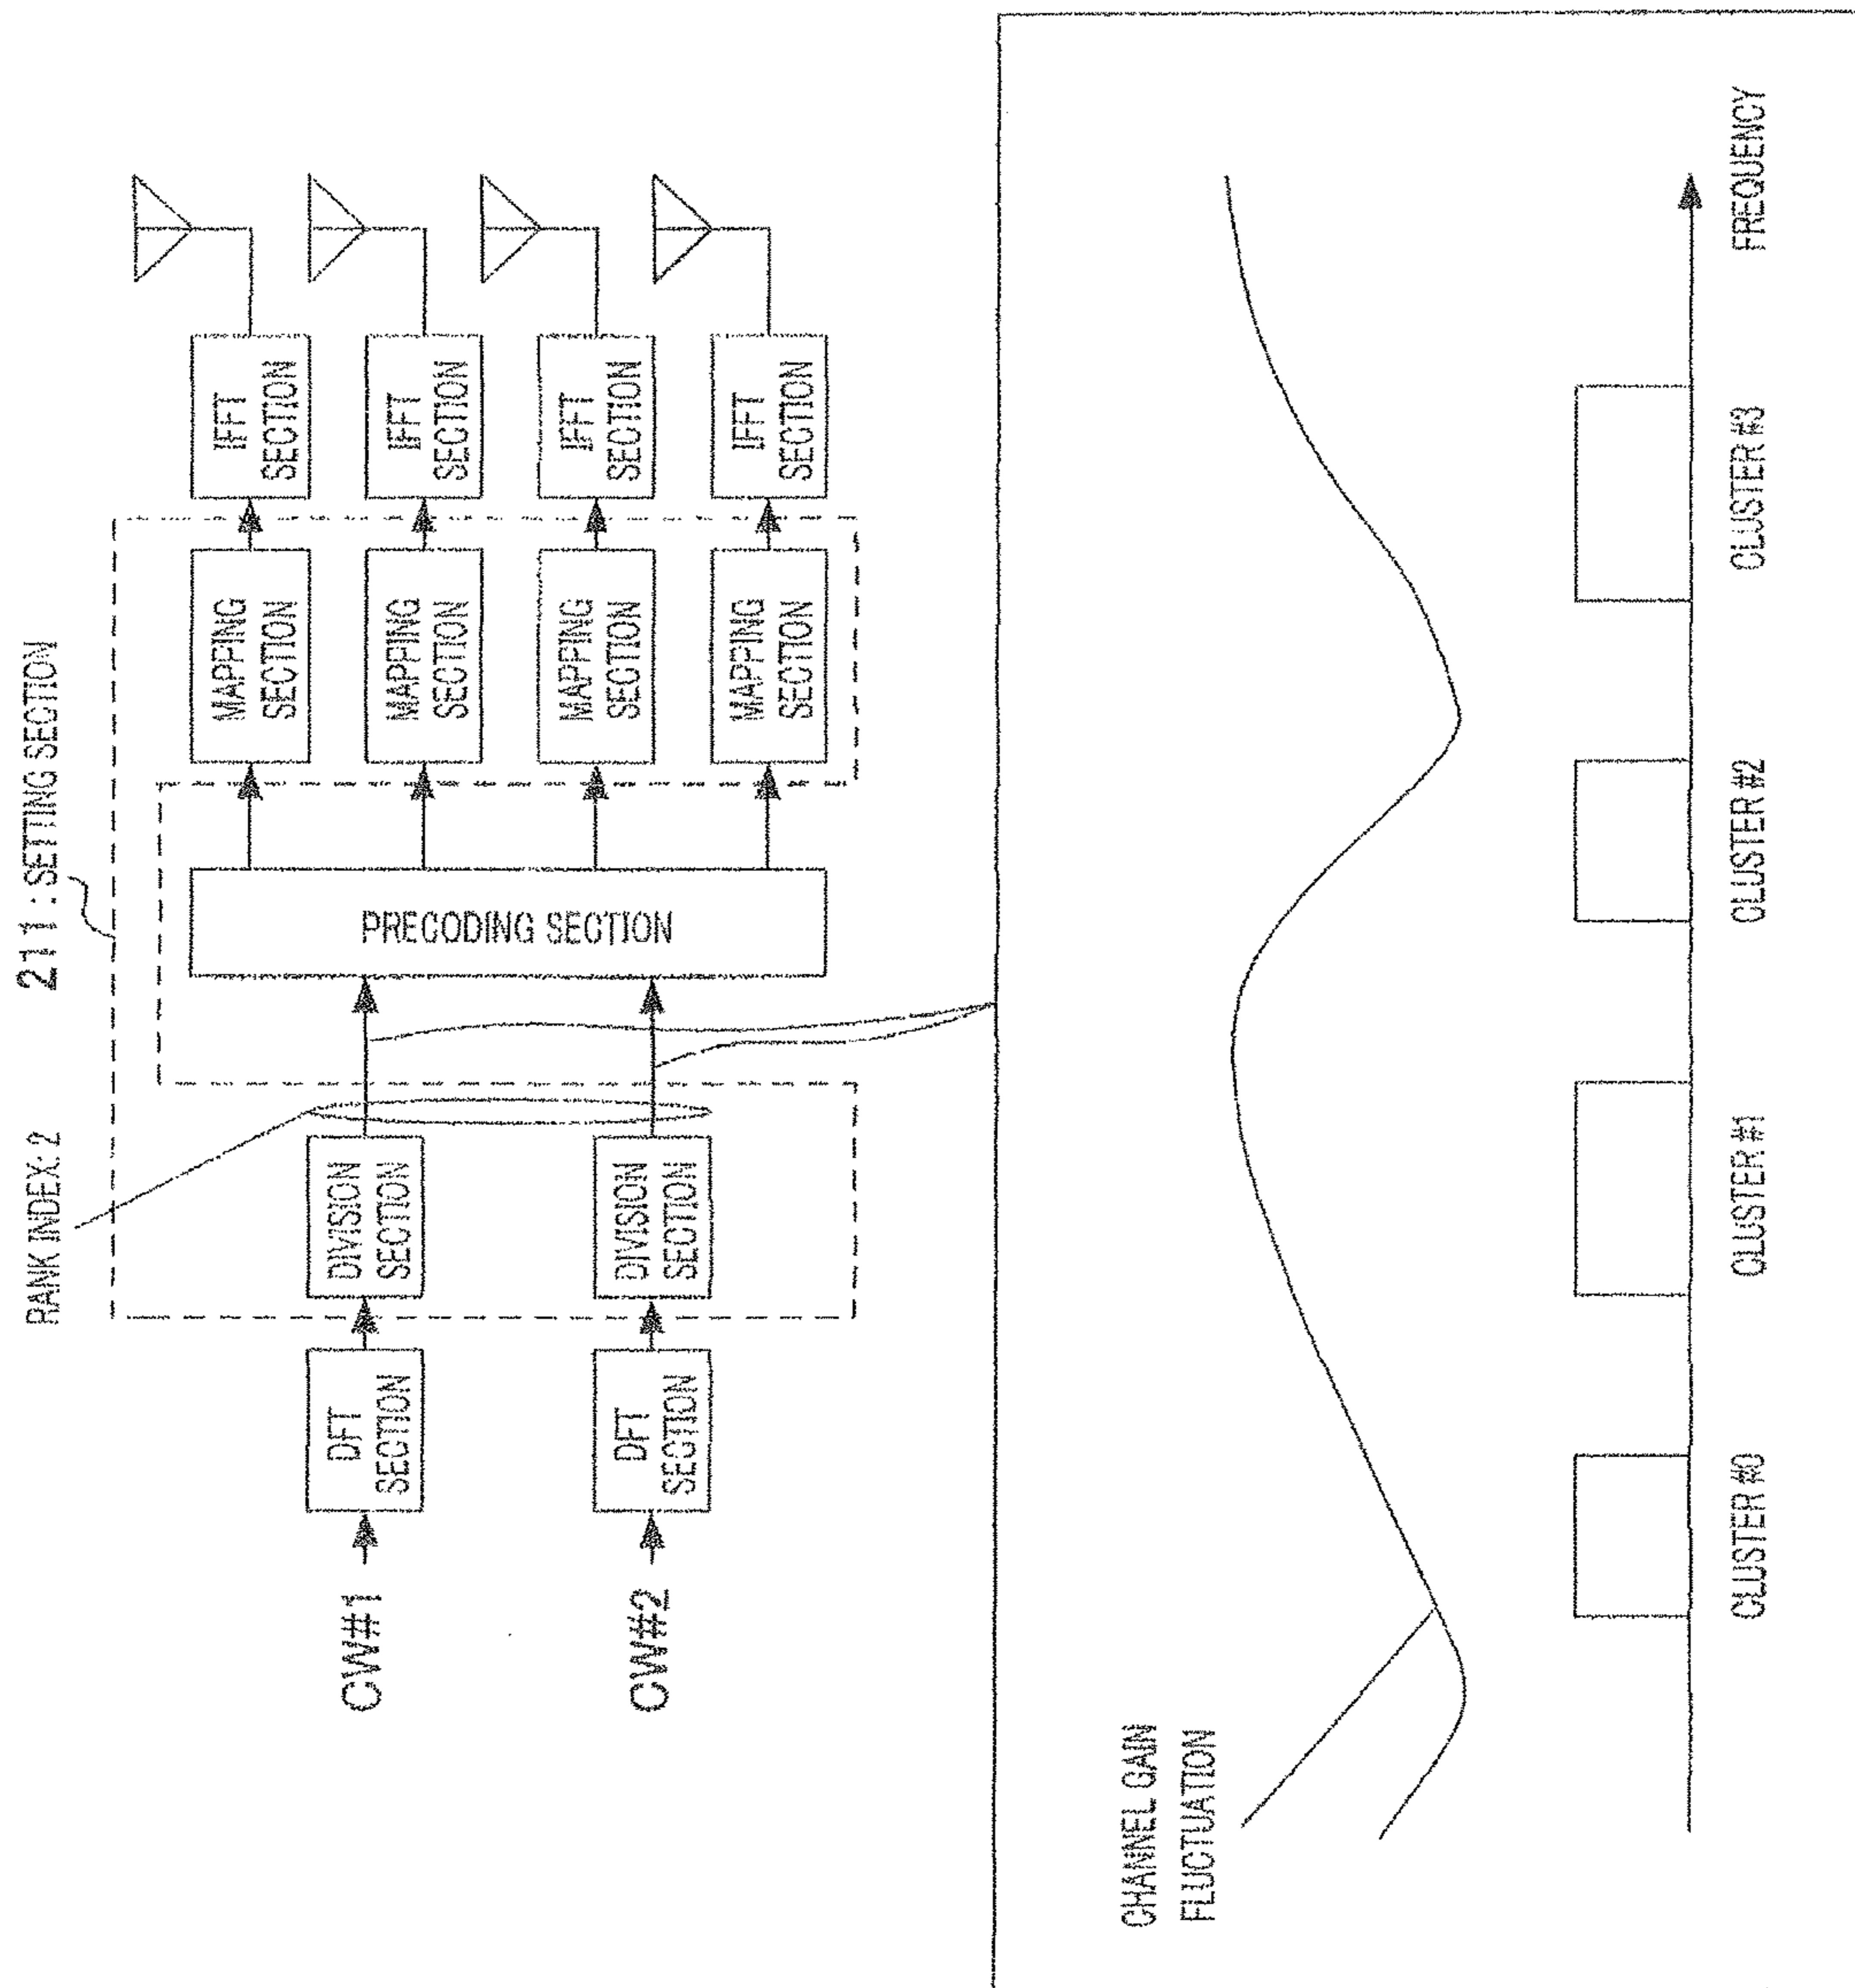 211 : SETTING SECTION
RANK INDEX: 2
CW#1
DFT
SECTION
DIVISION
SECTION
CW#2
DFT
SECTION
DIVISION
SECTION
PRECODING SECTION
MAPPING
SECTION
IFFT
SECTION
MAPPING
SECTION
IFFT
SECTION
MAPPING
SECTION
IFFT
SECTION
MAPPING
SECTION
IFFT
SECTION
CHANNEL GAIN
FLUCTUATION
CLUSTER #0
CLUSTER #1
CLUSTER #2
CLUSTER #3
FREQUENCY